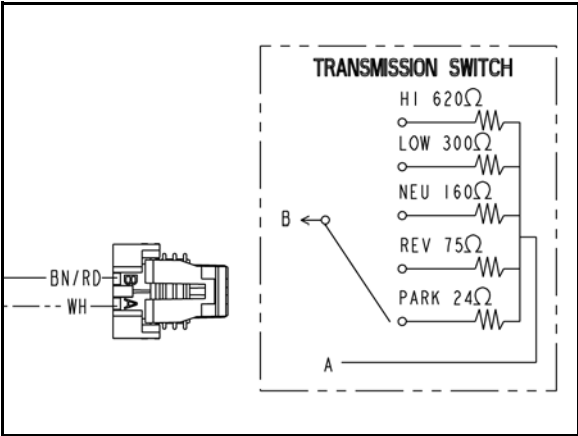 TRANSMISSION SWITCH
HI 620Ω
LOW 300Ω
NEU 160Ω
B
REV 75Ω
BN/RD
B
PARK 24Ω
WH
A
A